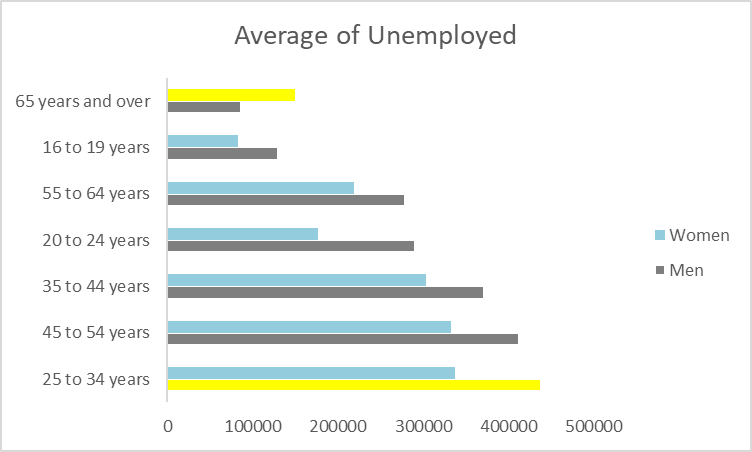 Average of Unemployed
65 years and over
16 to 19 years
55 to 64 years
20 to 24 years
35 to 44 years
45 to 54 years
25 to 34 years
0 100000 200000 300000 400000 500000
Women
Men